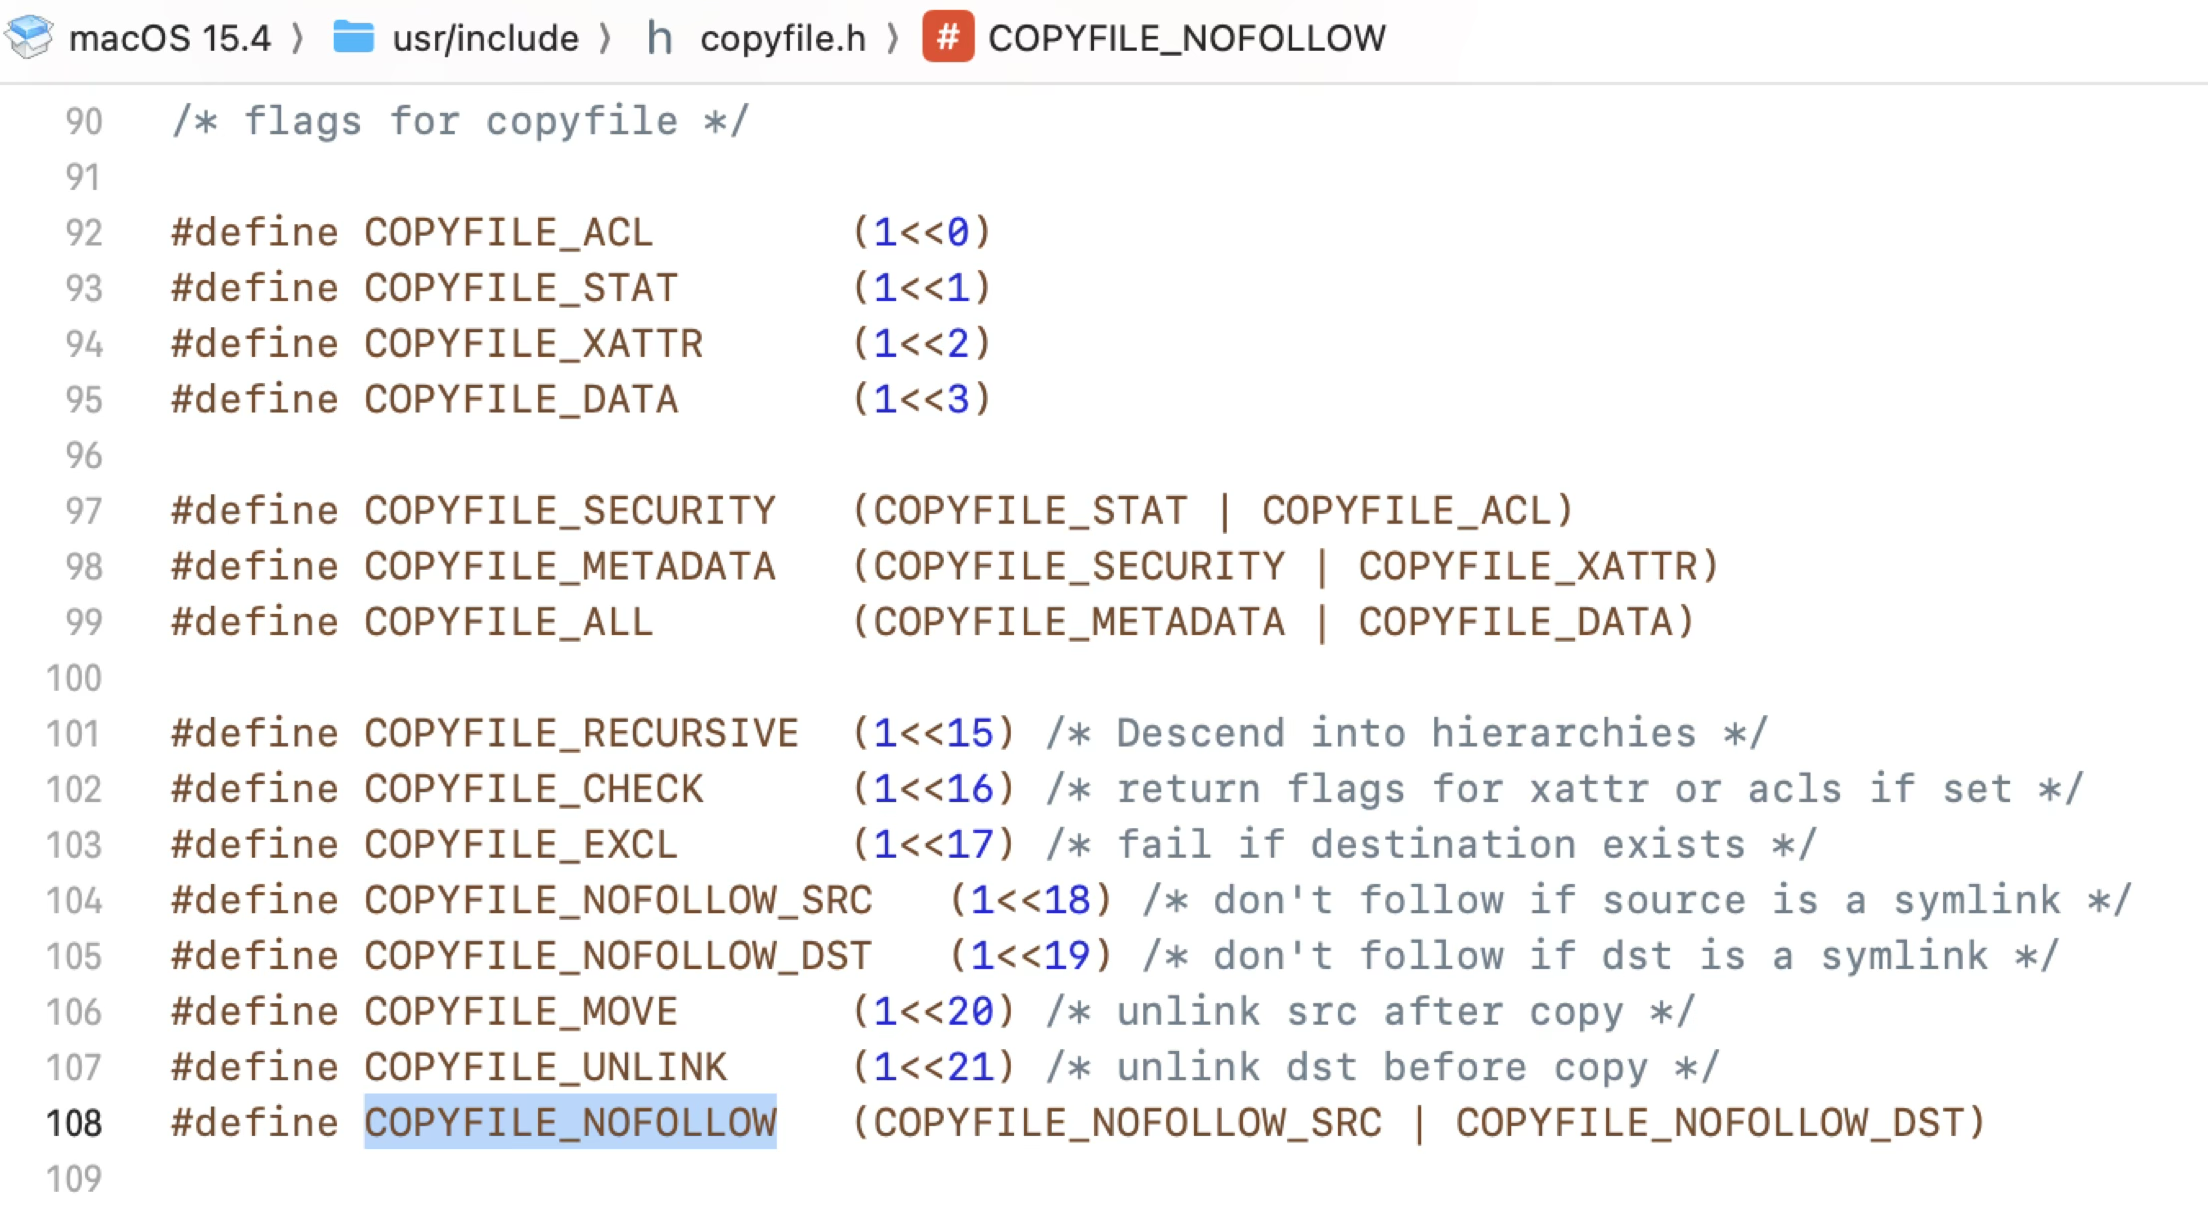 macOS 15.4 ⟩ usr/include ⟩ h copyfile.h ⟩ # COPYFILE_NOFOLLOW
90 /* flags for copyfile */
91
92 #define COPYFILE_ACL (1<<0)
93 #define COPYFILE_STAT (1<<1)
94 #define COPYFILE_XATTR (1<<2)
95 #define COPYFILE_DATA (1<<3)
96
97 #define COPYFILE_SECURITY (COPYFILE_STAT | COPYFILE_ACL)
98 #define COPYFILE_METADATA (COPYFILE_SECURITY | COPYFILE_XATTR)
99 #define COPYFILE_ALL (COPYFILE_METADATA | COPYFILE_DATA)
100
101 #define COPYFILE_RECURSIVE (1<<15) /* Descend into hierarchies */
102 #define COPYFILE_CHECK (1<<16) /* return flags for xattr or acls if set */
103 #define COPYFILE_EXCL (1<<17) /* fail if destination exists */
104 #define COPYFILE_NOFOLLOW_SRC (1<<18) /* don't follow if source is a symlink */
105 #define COPYFILE_NOFOLLOW_DST (1<<19) /* don't follow if dst is a symlink */
106 #define COPYFILE_MOVE (1<<20) /* unlink src after copy */
107 #define COPYFILE_UNLINK (1<<21) /* unlink dst before copy */
108 #define COPYFILE_NOFOLLOW (COPYFILE_NOFOLLOW_SRC | COPYFILE_NOFOLLOW_DST)
109